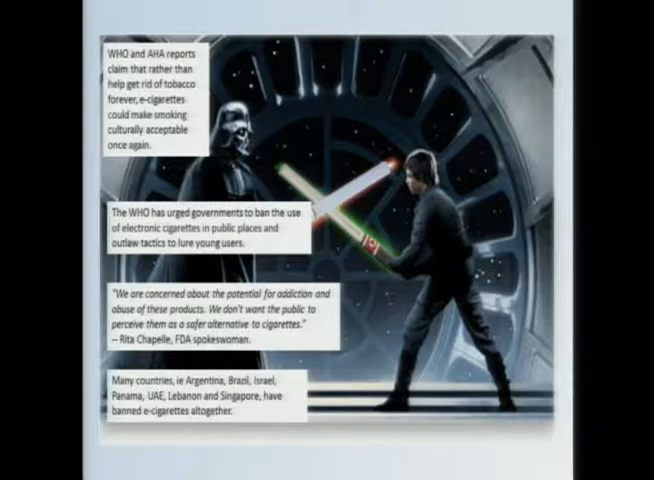 WHO and AHA reports
claim that rather than
help get rid of tobacco
forever, e-cigarettes
could make smoking
culturally acceptable
once again.
The WHO has urged governments to ban the use
of electronic cigarettes in public places and
outlaw tactics to lure young users.
"We are concerned about the potential for addiction and
abuse of these products. We don't want the public to
perceive them as a safer alternative to cigarettes."
-- Rita Chapelle, FDA spokeswoman.
Many countries, ie Argentina, Brazil, Israel,
Panama, UAE, Lebanon and Singapore, have
banned e-cigarettes altogether.